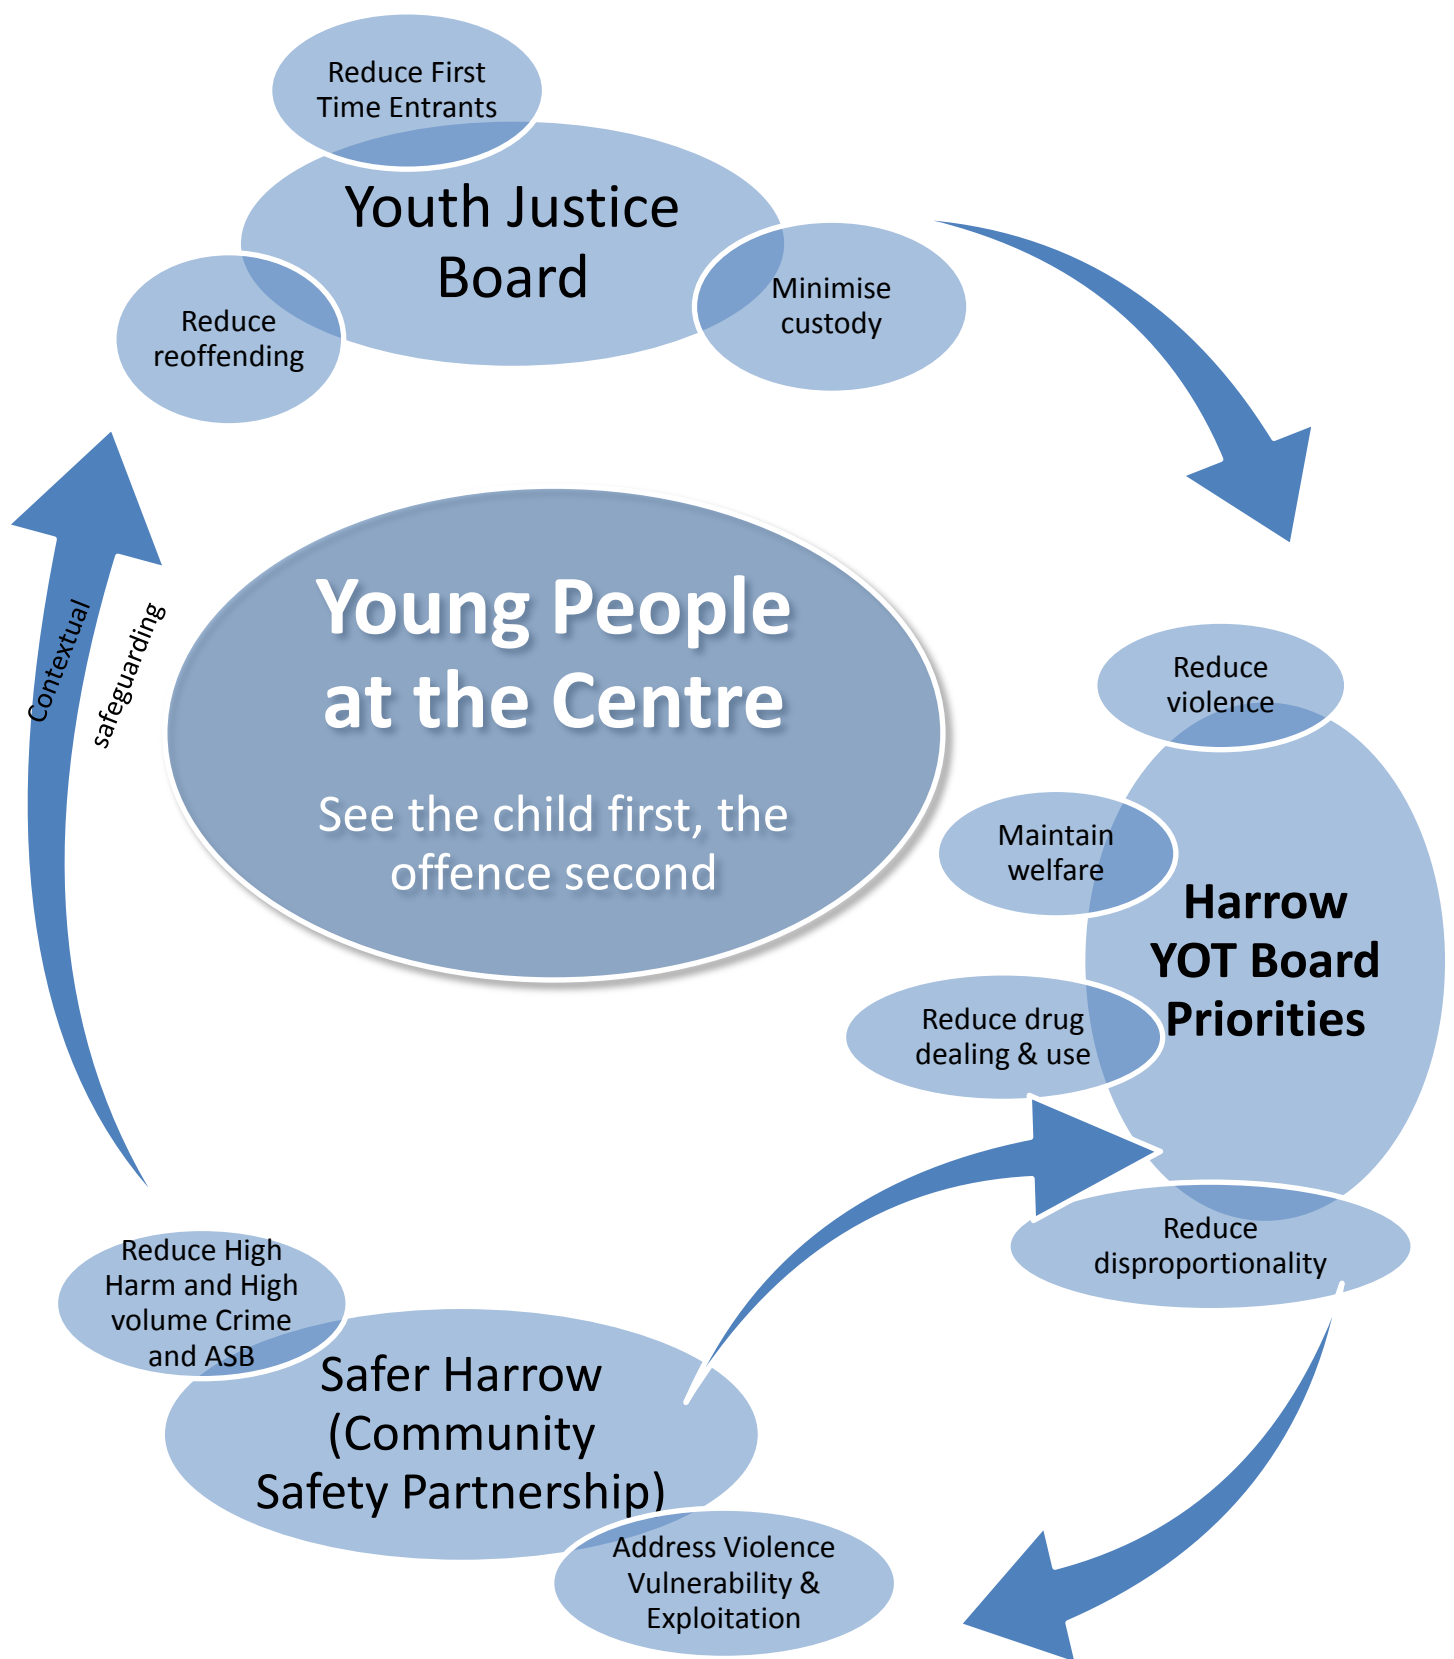 Reduce First
Time Entrants
Youth Justice
Board
Reduce
reoffending
Minimise
custody
Contextual
safeguarding
Young People
at the Centre
See the child first, the
offence second
Reduce
violence
Maintain
welfare
Harrow
YOT Board
Priorities
Reduce drug
dealing & use
Reduce
disproportionality
Reduce High
Harm and High
volume Crime
and ASB
Safer Harrow
(Community
Safety Partnership)
Address Violence
Vulnerability &
Exploitation